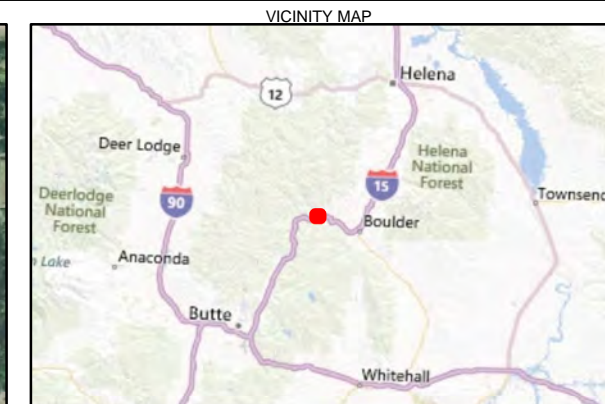 VICINITY MAP
Helena
12
Deer Lodge
Helena
National
Forest
15
90
Townsend
Deerlodge
National
Forest
Boulder
Lake
Anaconda
Butte
Whitehall